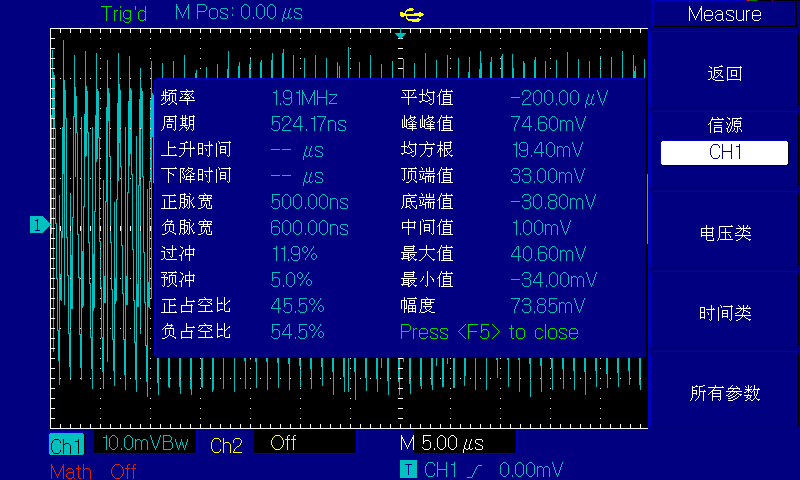 Trig'd M Pos: 0.00 μs
Measure
返回
信源
CH1
电压类
时间类
所有参数
频率 1.91MHz 平均值 -200.00 μV
周期 524.17ns 峰峰值 74.60mV
上升时间 -- μs 均方根 19.40mV
下降时间 -- μs 顶端值 33.00mV
正脉宽 500.00ns 底端值 -30.80mV
负脉宽 600.00ns 中间值 1.00mV
过冲 11.9% 最大值 40.60mV
预冲 5.0% 最小值 -34.00mV
正占空比 45.5% 幅度 73.85mV
负占空比 54.5% Press <F5> to close
1
Ch1 10.0mVBw Ch2 Off M 5.00 μs
Math Off T CH1 0.00mV